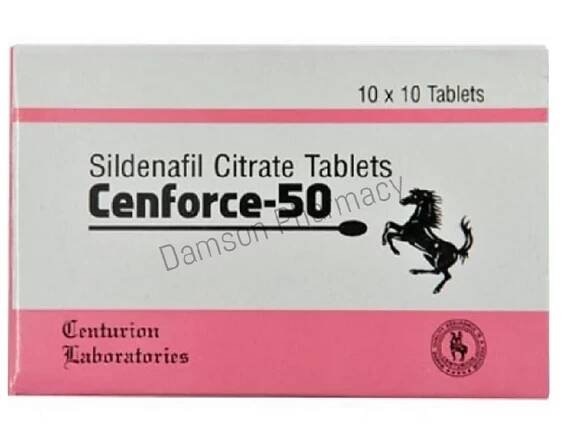 10 x 10 Tablets
Sildenafil Citrate Tablets
Cenforce-50
Damson Pharmacy
Centurion
Laboratories